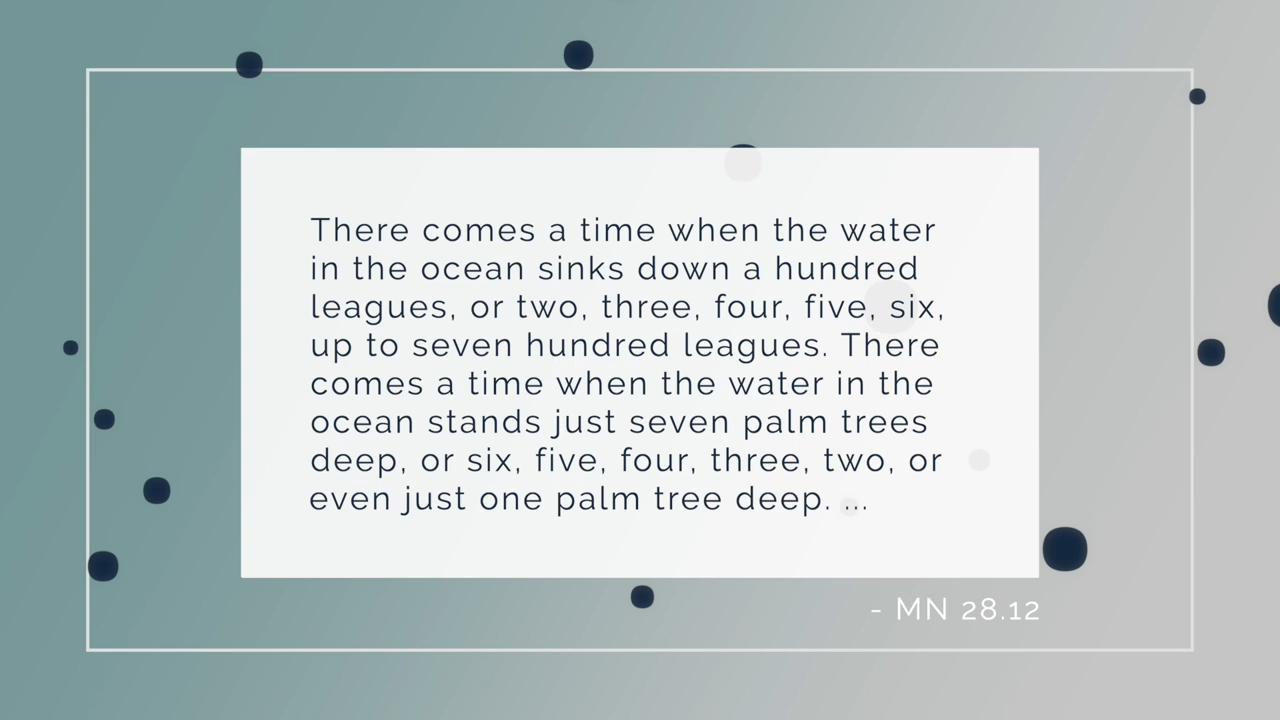 There comes a time when the water
in the ocean sinks down a hundred
leagues, or two, three, four, five, six,
up to seven hundred leagues. There
comes a time when the water in the
ocean stands just seven palm trees
deep, or six, five, four, three, two, or
even just one palm tree deep. ...
- MN 28.12